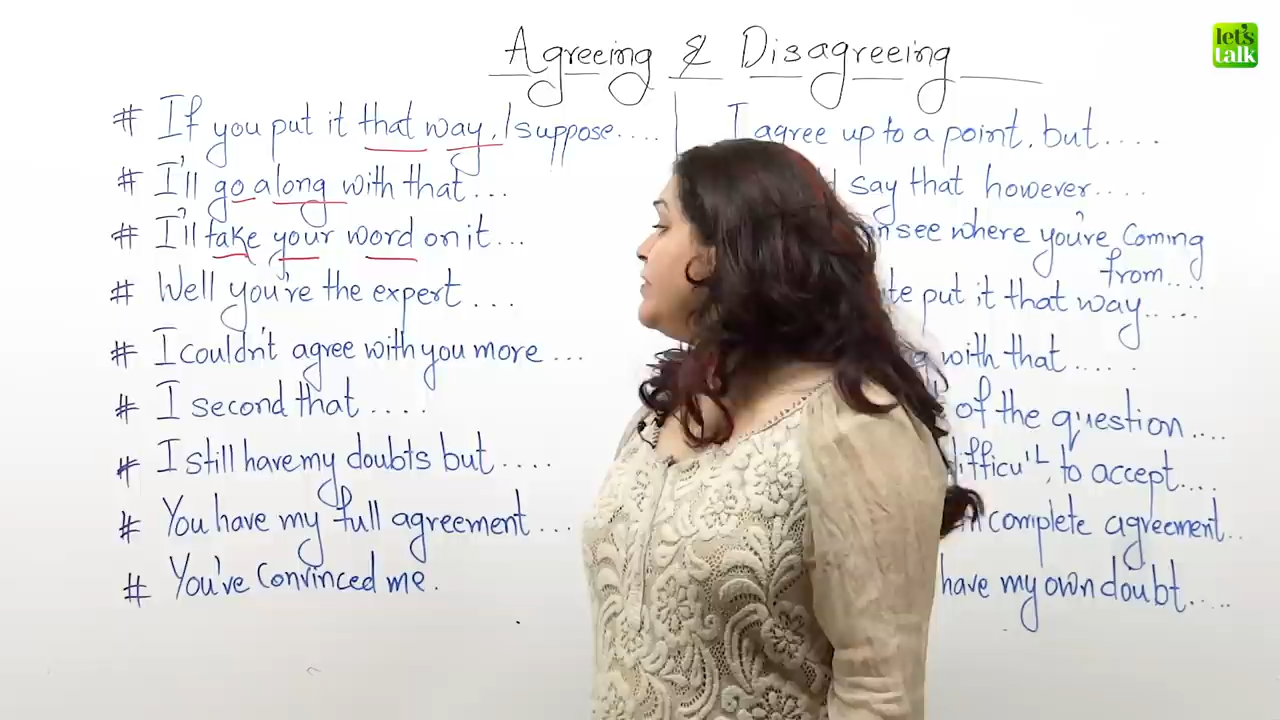 let's
talk
Agreeing & Disagreeing
# If you put it that way, I suppose....
# I'll go along with that...
# I'll take your word on it...
# Well you're the expert...
# I couldn't agree with you more...
# I second that....
# I still have my doubts but....
# You have my full agreement...
# You've Convinced me.
I agree up to a point, but....
say that however....
see where you're Coming
from....
put it that way.....
with that.....
of the question....
difficult to accept....
complete agreement..
have my own doubt.....